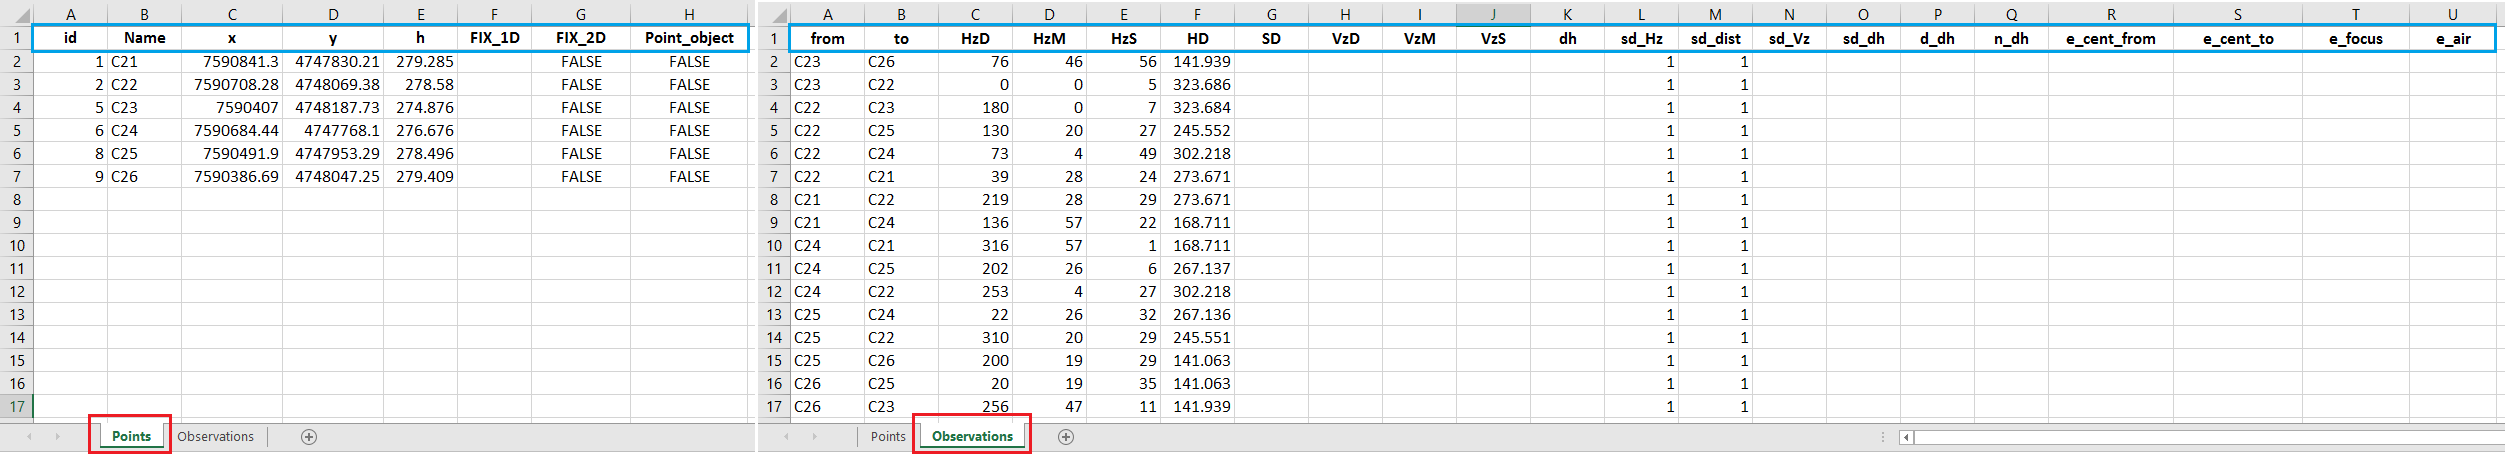 A B C D E F G H
1 id Name x y h FIX_1D FIX_2D Point_object
2 1 C21 7590841.3 4747830.21 279.285 FALSE FALSE
3 2 C22 7590708.28 4748069.38 278.58 FALSE FALSE
4 5 C23 7590407 4748187.73 274.876 FALSE FALSE
5 6 C24 7590684.44 4747768.1 276.676 FALSE FALSE
6 8 C25 7590491.9 4747953.29 278.496 FALSE FALSE
7 9 C26 7590386.69 4748047.25 279.409 FALSE FALSE
8
9
10
11
12
13
14
15
16
17
Points Observations
A B C D E F G H I J K L M N O P Q R S T U
1 from to HzD HzM HzS HD SD VzD VzM VzS dh sd_Hz sd_dist sd_Vz sd_dh d_dh n_dh e_cent_from e_cent_to e_focus e_air
2 C23 C26 76 46 56 141.939 1 1
3 C23 C22 0 0 5 323.686 1 1
4 C22 C23 180 0 7 323.684 1 1
5 C22 C25 130 20 27 245.552 1 1
6 C22 C24 73 4 49 302.218 1 1
7 C22 C21 39 28 24 273.671 1 1
8 C21 C22 219 28 29 273.671 1 1
9 C21 C24 136 57 22 168.711 1 1
10 C24 C21 316 57 1 168.711 1 1
11 C24 C25 202 26 6 267.137 1 1
12 C24 C22 253 4 27 302.218 1 1
13 C25 C24 22 26 32 267.136 1 1
14 C25 C22 310 20 29 245.551 1 1
15 C25 C26 200 19 29 141.063 1 1
16 C26 C25 20 19 35 141.063 1 1
17 C26 C23 256 47 11 141.939 1 1
Points Observations